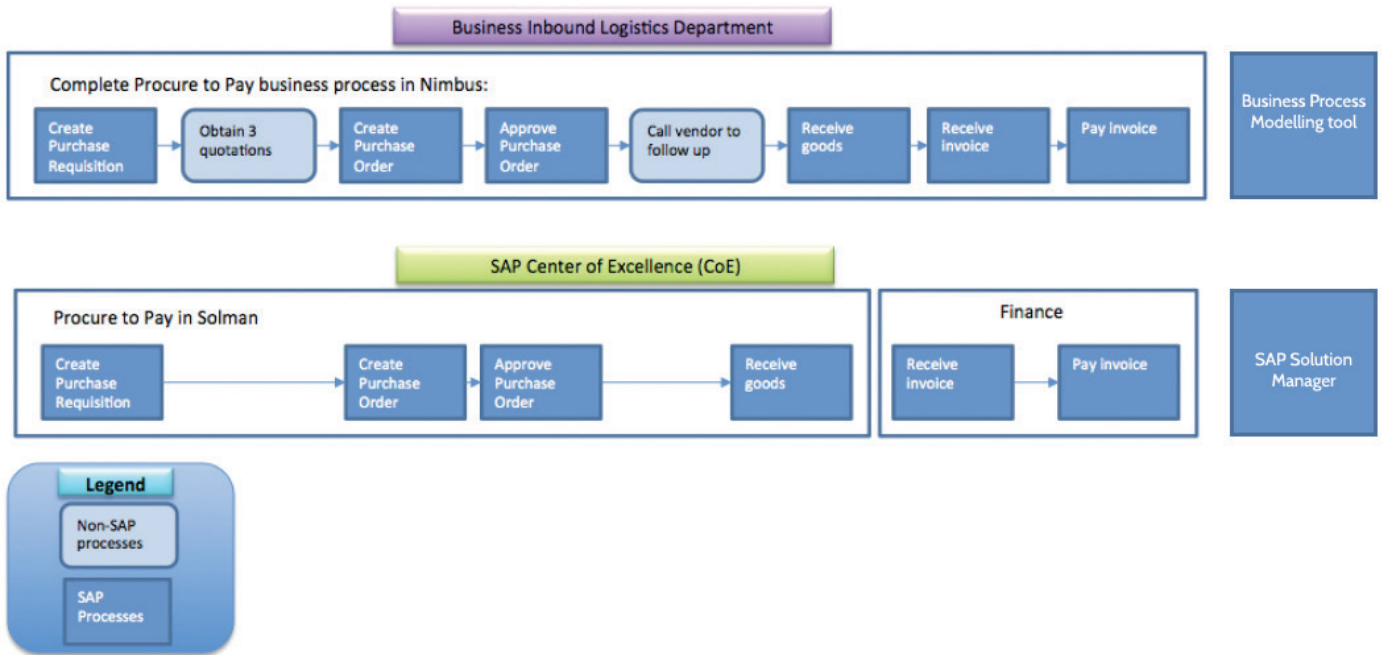 Business Inbound Logistics Department
Complete Procure to Pay business process in Nimbus:
Create
Purchase
Requisition
Obtain 3
quotations
Create
Purchase
Order
Approve
Purchase
Order
Call vendor to
follow up
Receive
goods
Receive
invoice
Pay invoice
Business Process
Modelling tool
SAP Center of Excellence (CoE)
Procure to Pay in Solman
Create
Purchase
Requisition
Create
Purchase
Order
Approve
Purchase
Order
Receive
goods
Finance
Receive
invoice
Pay invoice
SAP Solution
Manager
Legend
Non-SAP
processes
SAP
Processes